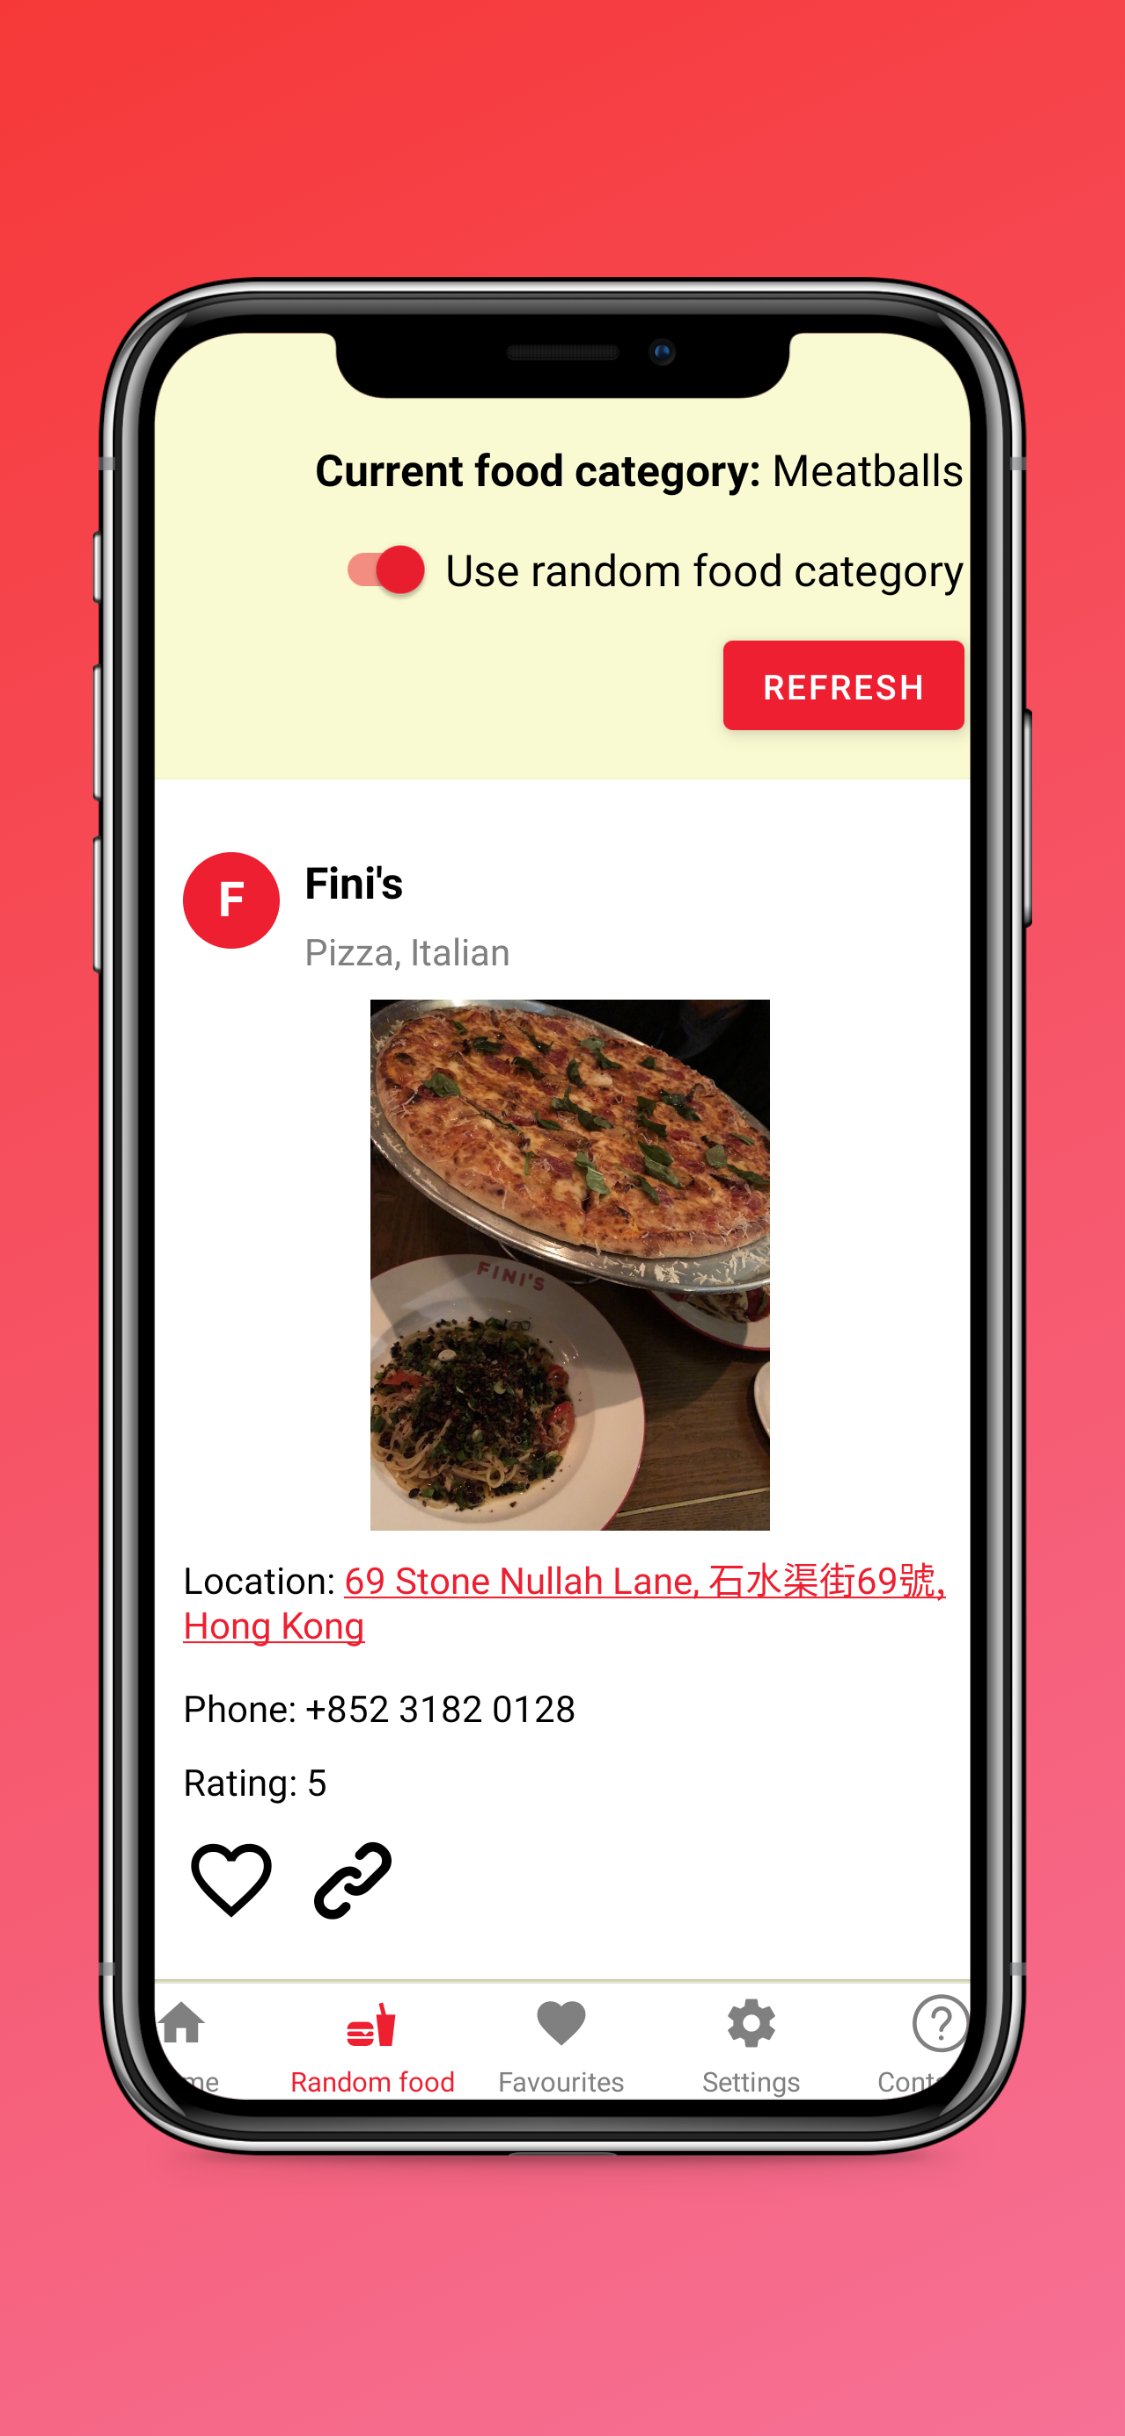 Current food category: Meatballs
Use random food category
REFRESH
F
Fini's
Pizza, Italian
FINI'S
Location: 69 Stone Nullah Lane, 石水渠街69號,
Hong Kong
Phone: +852 3182 0128
Rating: 5
me
Random food
Favourites
Settings
Cont